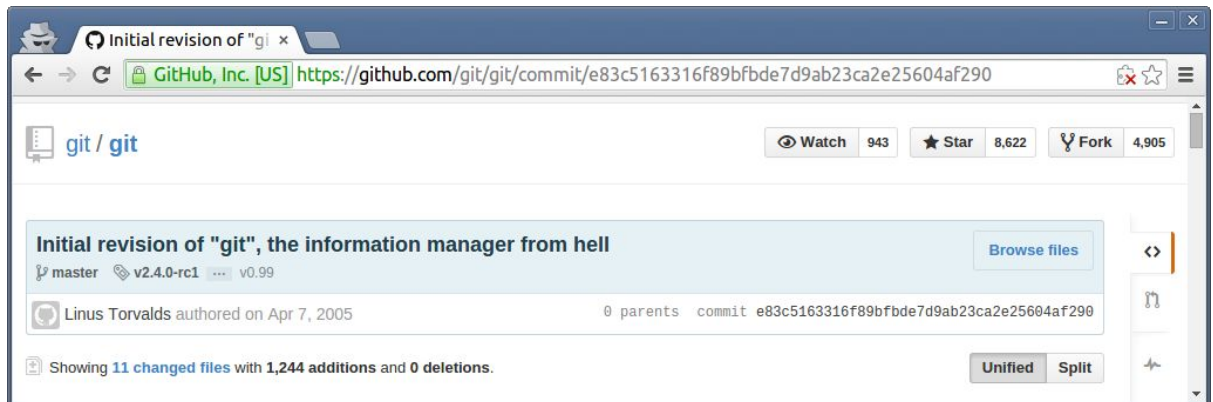 Initial revision of "gi ×
GitHub, Inc. [US] https://github.com/git/git/commit/e83c5163316f89bfbde7d9ab23ca2e25604af290
git / git
Watch 943 Star 8,622 Fork 4,905
Initial revision of "git", the information manager from hell
Browse files
master v2.4.0-rc1 ... v0.99
Linus Torvalds authored on Apr 7, 2005 0 parents commit e83c5163316f89bfbde7d9ab23ca2e25604af290
Showing 11 changed files with 1,244 additions and 0 deletions. Unified Split